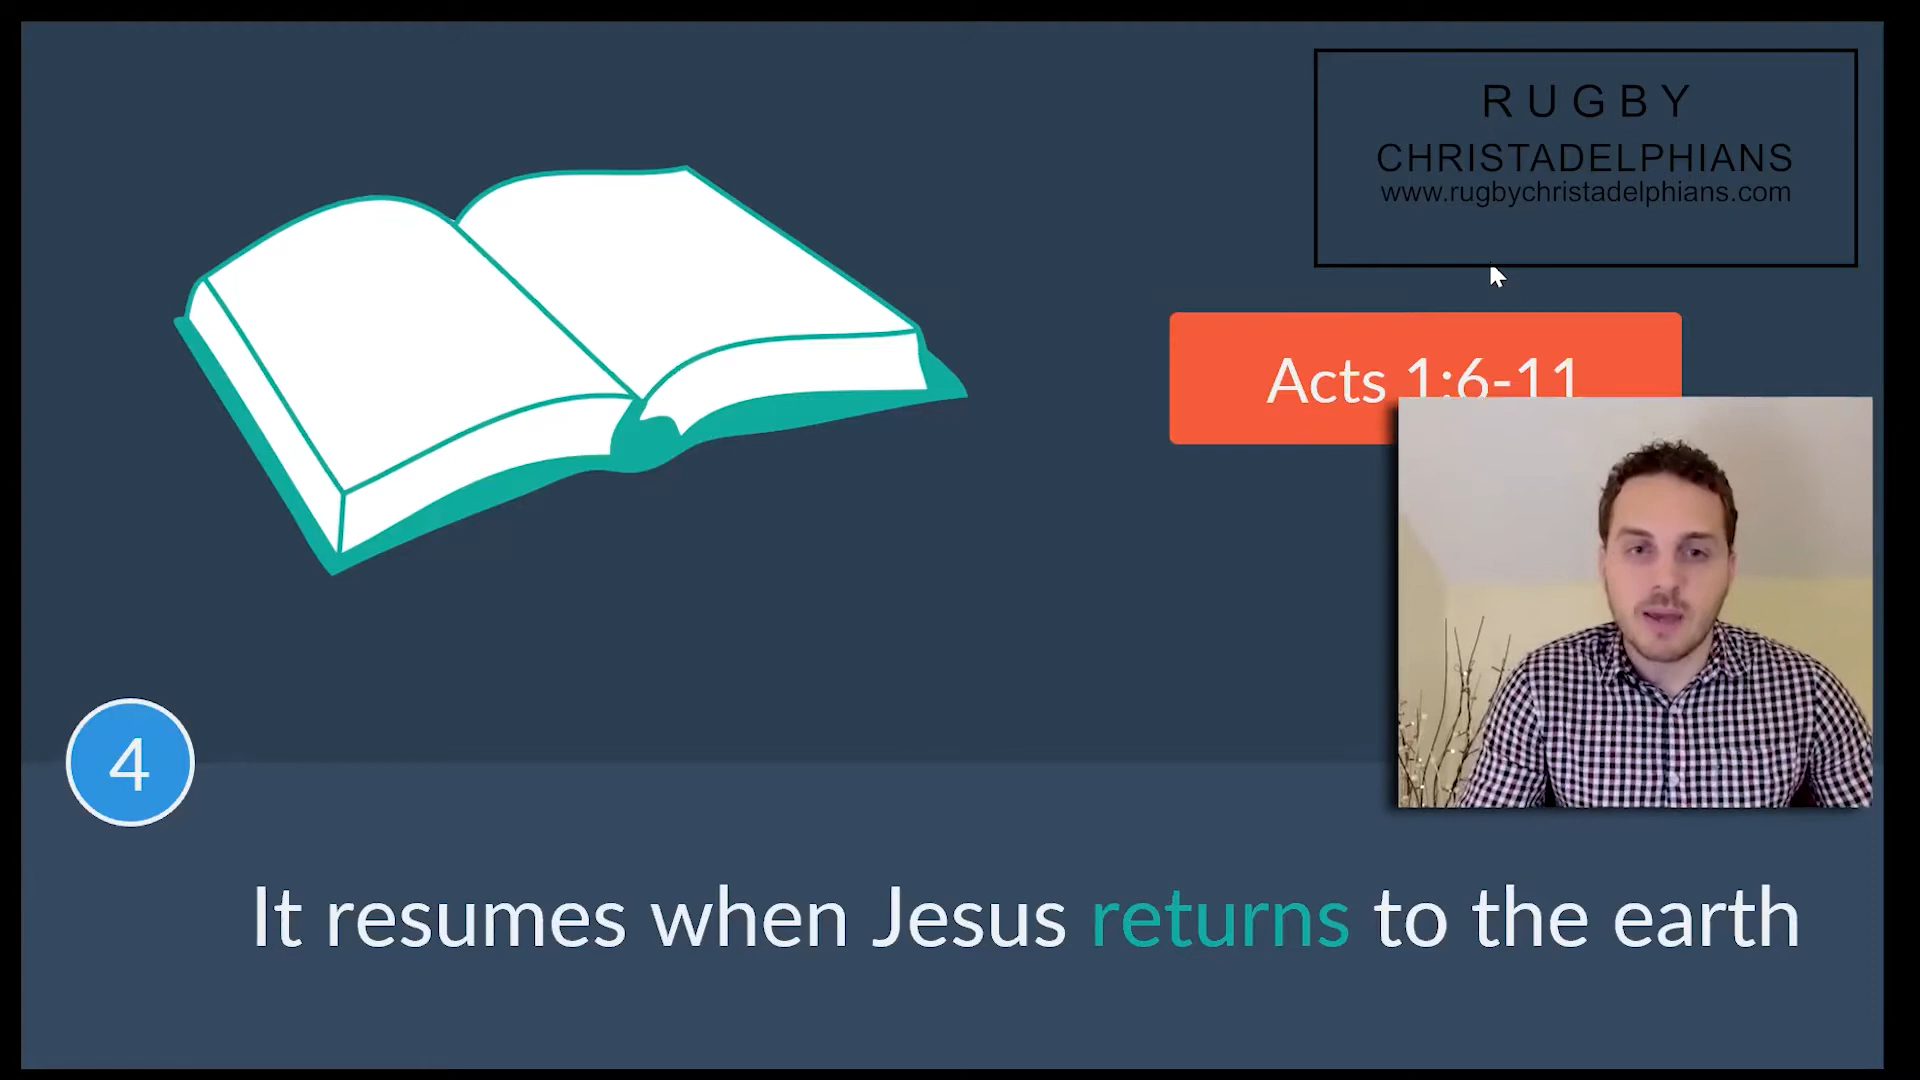 RUGBY
CHRISTADELPHIANS
www.rugbychristadelphians.com
Acts 1:6-11
4
It resumes when Jesus returns to the earth